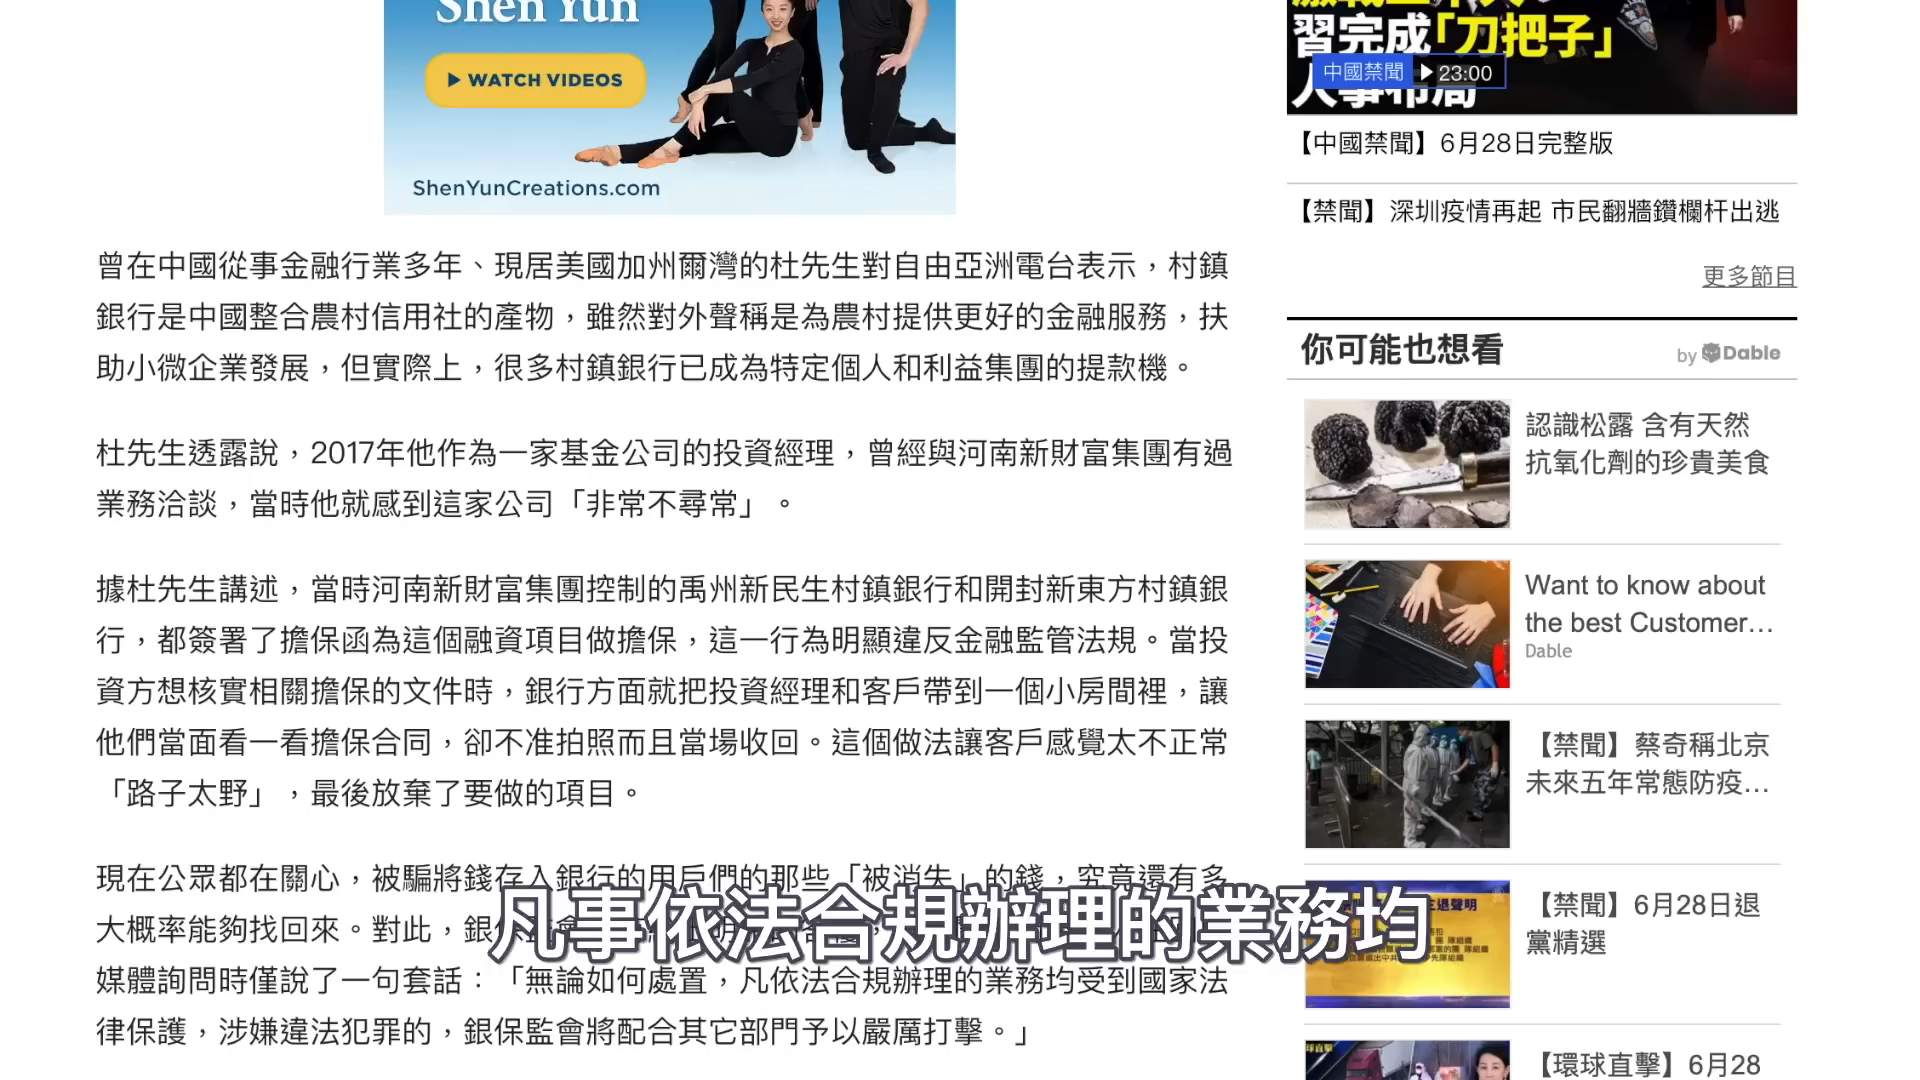 Shen Yun
WATCH VIDEOS
ShenYunCreations.com
曾在中國從事金融行業多年、現居美國加州爾灣的杜先生對自由亞洲電台表示，村鎮
銀行是中國整合農村信用社的產物，雖然對外聲稱是為農村提供更好的金融服務，扶
助小微企業發展，但實際上，很多村鎮銀行已成為特定個人和利益集團的提款機。
杜先生透露說，2017年他作為一家基金公司的投資經理，曾經與河南新財富集團有過
業務洽談，當時他就感到這家公司「非常不尋常」。
據杜先生講述，當時河南新財富集團控制的禹州新民生村鎮銀行和開封新東方村鎮銀
行，都簽署了擔保函為這個融資項目做擔保，這一行為明顯違反金融監管法規。當投
資方想核實相關擔保的文件時，銀行方面就把投資經理和客戶帶到一個小房間裡，讓
他們當面看一看擔保合同，卻不准拍照而且當場收回。這個做法讓客戶感覺太不正常
「路子太野」，最後放棄了要做的項目。
現在公眾都在關心，被騙將錢存入銀行的用戶們的那些「被消失」的錢，究竟還有多
大概率能夠找回來。對此，銀
媒體詢問時僅說了一句套話：「無論如何處置，凡依法合規辦理的業務均受到國家法
律保護，涉嫌違法犯罪的，銀保監會將配合其它部門予以嚴厲打擊。」
凡事依法合規辦理的業務均
習完成「刀把子」
人事布局
中國禁聞 23:00
【中國禁聞】6月28日完整版
【禁聞】深圳疫情再起 市民翻牆鑽欄杆出逃
更多節目
你可能也想看
by Dable
認識松露 含有天然
抗氧化劑的珍貴美食
Want to know about
the best Customer…
Dable
【禁聞】蔡奇稱北京
未來五年常態防疫…
三退聲明
【禁聞】6月28日退
黨精選
球直擊
【環球直擊】6月28